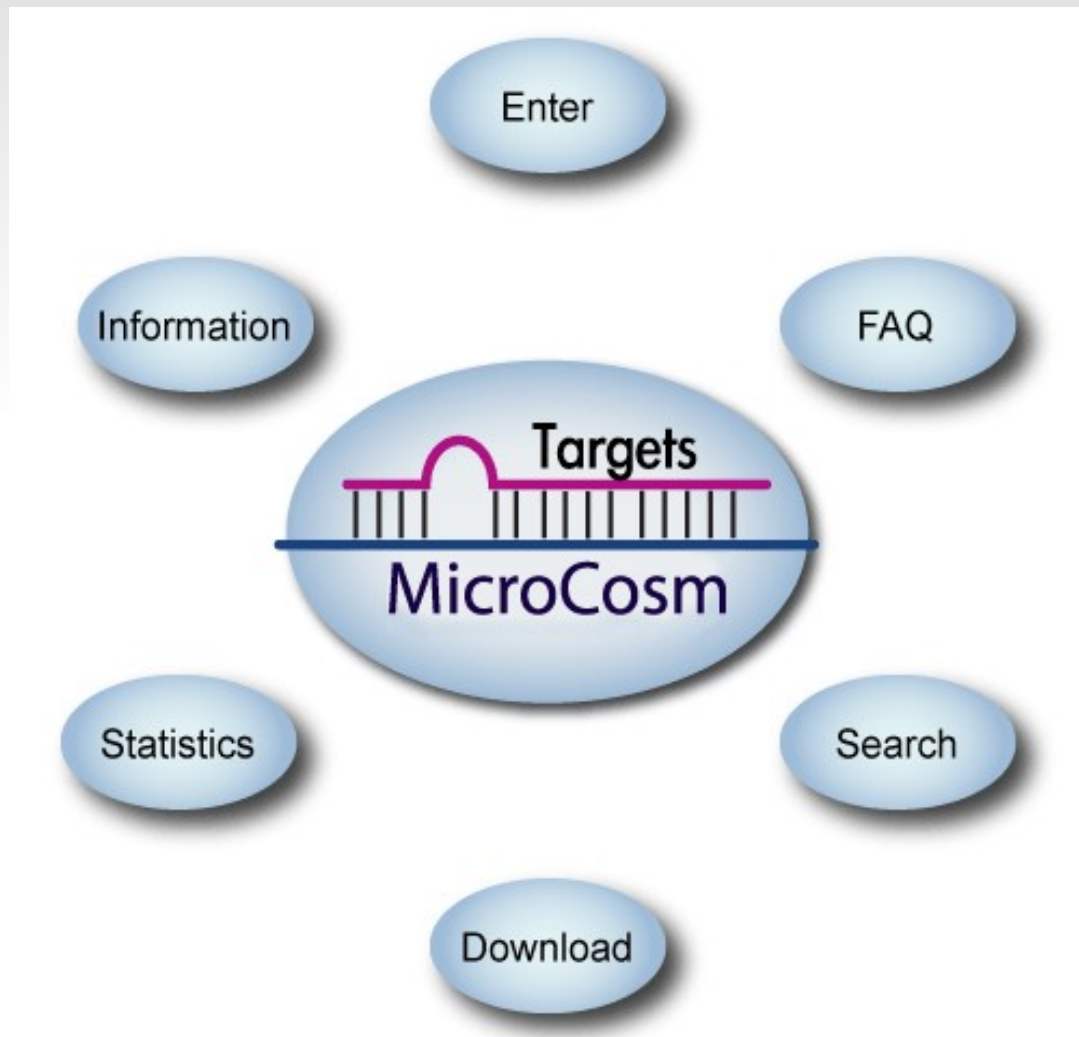 Enter
Information
FAQ
Targets
MicroCosm
Statistics
Search
Download